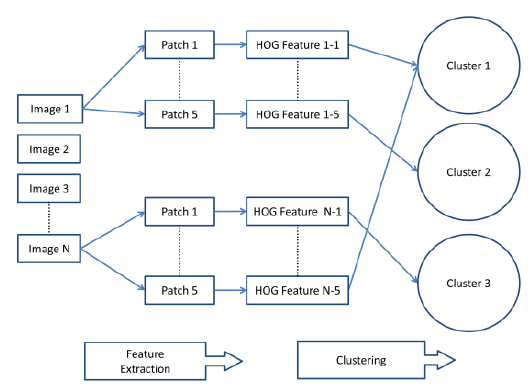 Patch 1
HOG Feature 1-1
Cluster 1
Image 1
Patch 5
HOG Feature 1-5
Image 2
Cluster 2
Image 3
Patch 1
HOG Feature N-1
Image N
Patch 5
HOG Feature N-5
Cluster 3
Feature
Extraction
Clustering